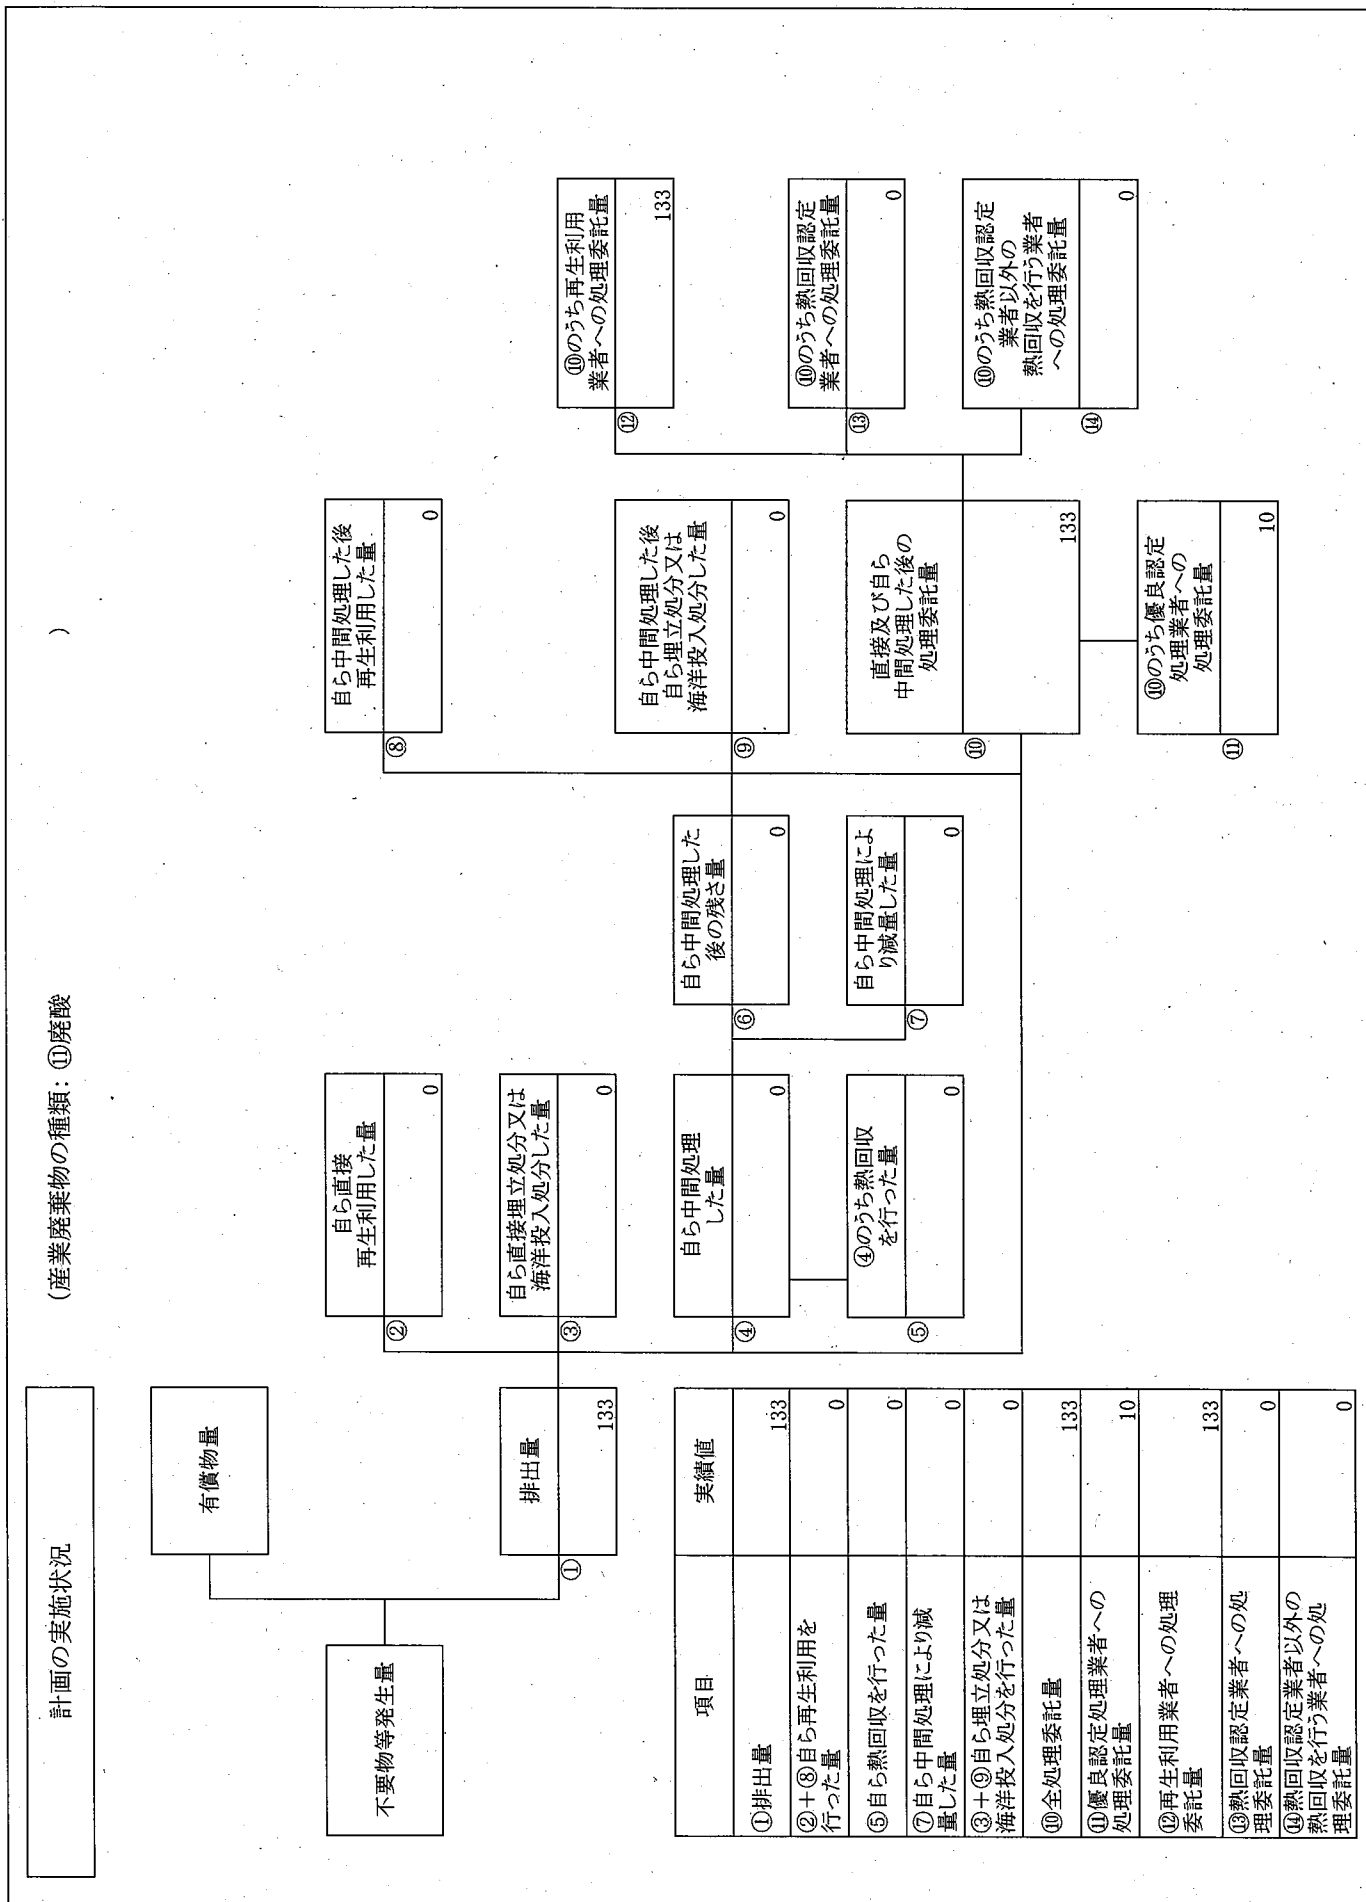 計画の実施状況
(産業廃棄物の種類：⑪廃酸
)
不要物等発生量
有償物量
①
排出量
133
②
自ら直接
再生利用した量
0
③
自ら直接埋立処分又は
海洋投入処分した量
0
④
自ら中間処理
した量
0
⑤
④のうち熱回収
を行った量
0
⑥
自ら中間処理した
後の残さ量
0
⑦
自ら中間処理によ
り減量した量
0
⑧
自ら中間処理した後
再生利用した量
0
⑨
自ら中間処理した後
自ら埋立処分又は
海洋投入処分した量
0
⑩
直接及び自ら
中間処理した後の
処理委託量
133
⑪
⑩のうち優良認定
処理業者への
処理委託量
10
⑫
⑩のうち再生利用
業者への処理委託量
133
⑬
⑩のうち熱回収認定
業者への処理委託量
0
⑭
⑩のうち熱回収認定
業者以外の
熱回収を行う業者
への処理委託量
0
項目
実績値
①排出量
133
②+⑧自ら再生利用を
行った量
0
⑤自ら熱回収を行った量
0
⑦自ら中間処理により減
量した量
0
③+⑨自ら埋立処分又は
海洋投入処分を行った量
0
⑩全処理委託量
133
⑪優良認定処理業者への
処理委託量
10
⑫再生利用業者への処理
委託量
133
⑬熱回収認定業者への処
理委託量
0
⑭熱回収認定業者以外の
熱回収を行う業者への処
理委託量
0